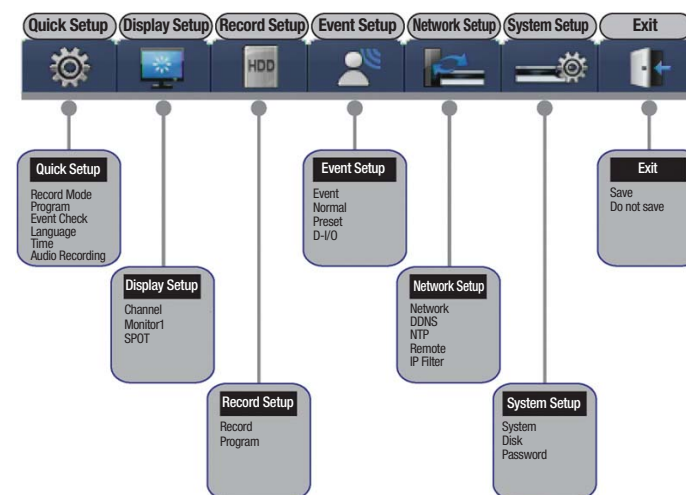 Quick Setup
Display Setup
Record Setup
Event Setup
Network Setup
System Setup
Exit
HDD
Quick Setup
Record Mode
Program
Event Check
Language
Time
Audio Recording
Display Setup
Channel
Monitor1
SPOT
Record Setup
Record
Program
Event Setup
Event
Normal
Preset
D-I/O
Network Setup
Network
DDNS
NTP
Remote
IP Filter
System Setup
System
Disk
Password
Exit
Save
Do not save